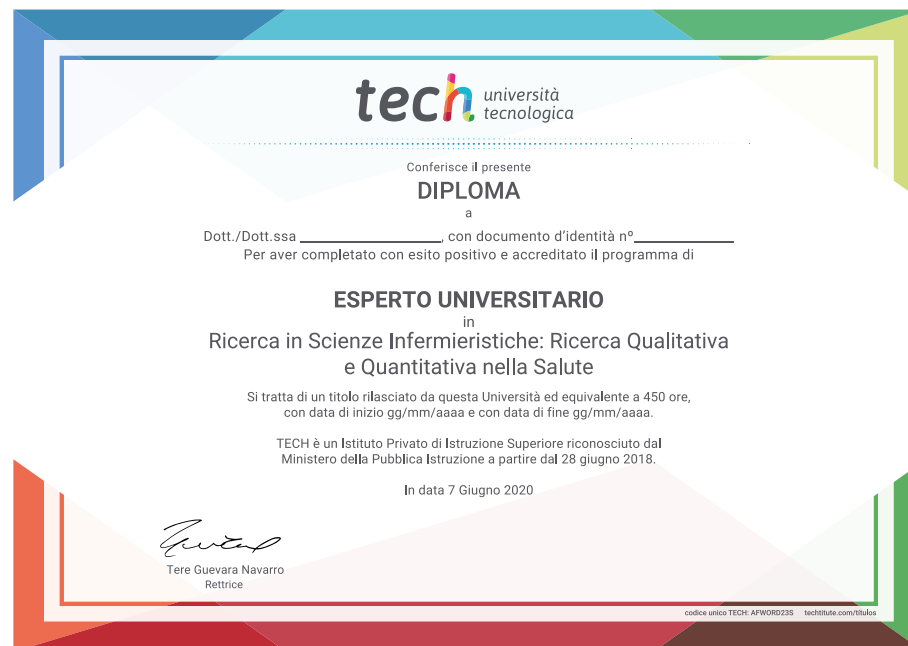 tech università
tecnologica
Conferisce il presente
DIPLOMA
a
Dott./Dott.ssa ____________________, con documento d'identità nº______________
Per aver completato con esito positivo e accreditato il programma di
ESPERTO UNIVERSITARIO
in
Ricerca in Scienze Infermieristiche: Ricerca Qualitativa
e Quantitativa nella Salute
Si tratta di un titolo rilasciato da questa Università ed equivalente a 450 ore,
con data di inizio gg/mm/aaaa e con data di fine gg/mm/aaaa.
TECH è un Istituto Privato di Istruzione Superiore riconosciuto dal
Ministero della Pubblica Istruzione a partire dal 28 giugno 2018.
In data 7 Giugno 2020
Tere Guevara Navarro
Rettrice
codice unico TECH: AFWORD23S techtitute.com/títulos